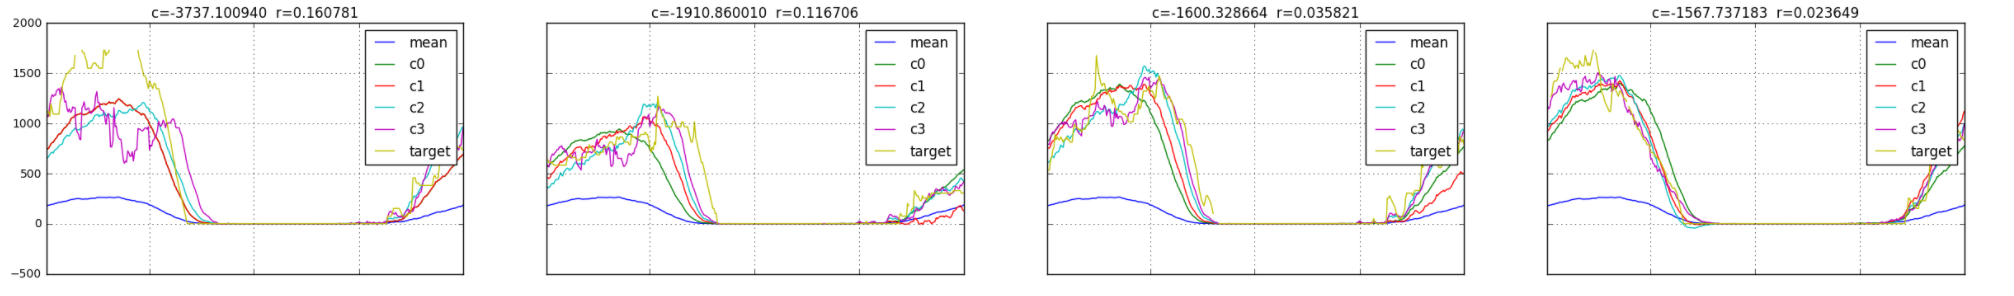 c=-3737.100940 r=0.160781
2000
1500
1000
500
0
−500
mean
c0
c1
c2
c3
target
c=-1910.860010 r=0.116706
mean
c0
c1
c2
c3
target
c=-1600.328664 r=0.035821
mean
c0
c1
c2
c3
target
c=-1567.737183 r=0.023649
mean
c0
c1
c2
c3
target